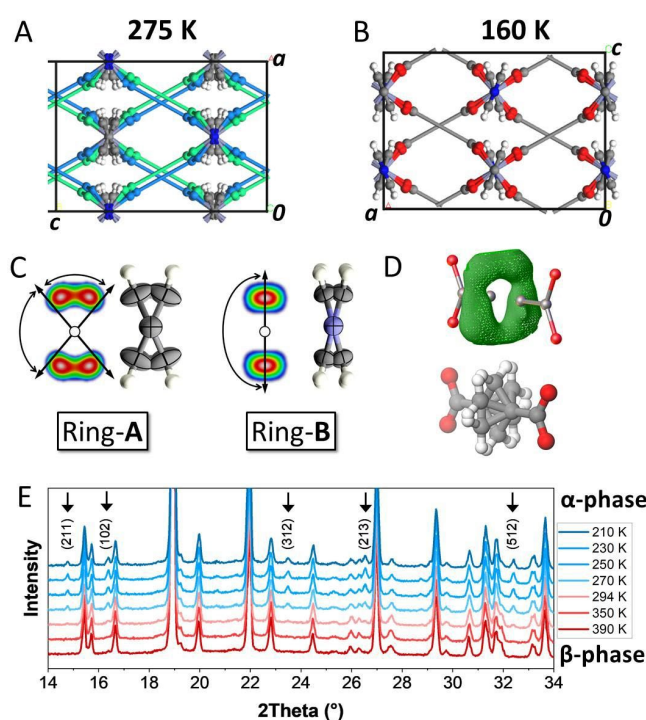 A
275 K
a
c
0
B
160 K
c
a
0
C
Ring-A
Ring-B
D
E
(211)
(102)
(312)
(213)
(512)
α-phase
210 K
230 K
250 K
270 K
294 K
350 K
390 K
β-phase
Intensity
14 16 18 20 22 24 26 28 30 32 34
2Theta (°)